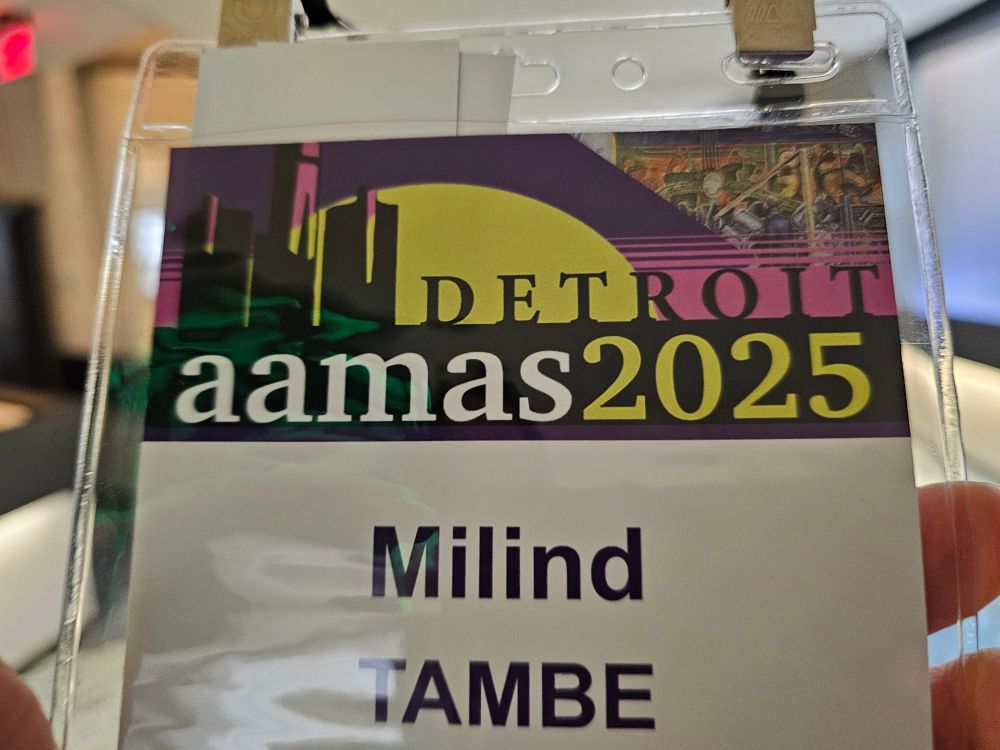 DETROIT
aamas2025
Milind
TAMBE